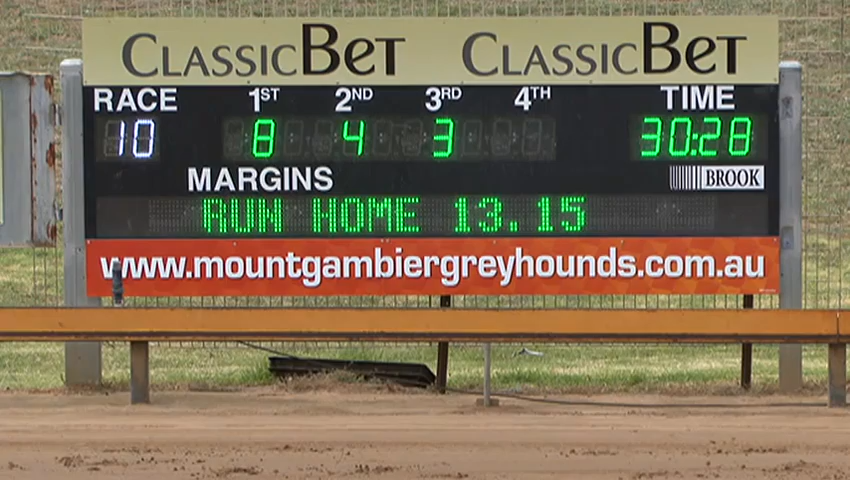 ClassicBet ClassicBet
RACE 1ST 2ND 3RD 4TH TIME
10 8 4 3 30:28
MARGINS BROOK
RUN HOME 13.15
www.mountgambiergreyhounds.com.au